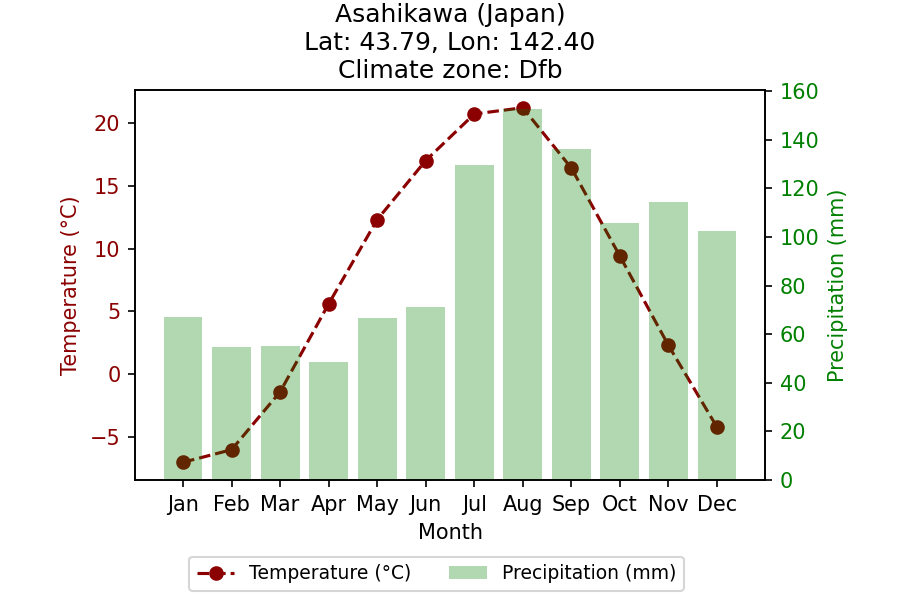 Asahikawa (Japan)
Lat: 43.79, Lon: 142.40
Climate zone: Dfb
Temperature (°C)
20
15
10
5
0
−5
160
140
120
100
80
60
40
20
0
Precipitation (mm)
Jan Feb Mar Apr May Jun Jul Aug Sep Oct Nov Dec
Month
Temperature (°C) Precipitation (mm)